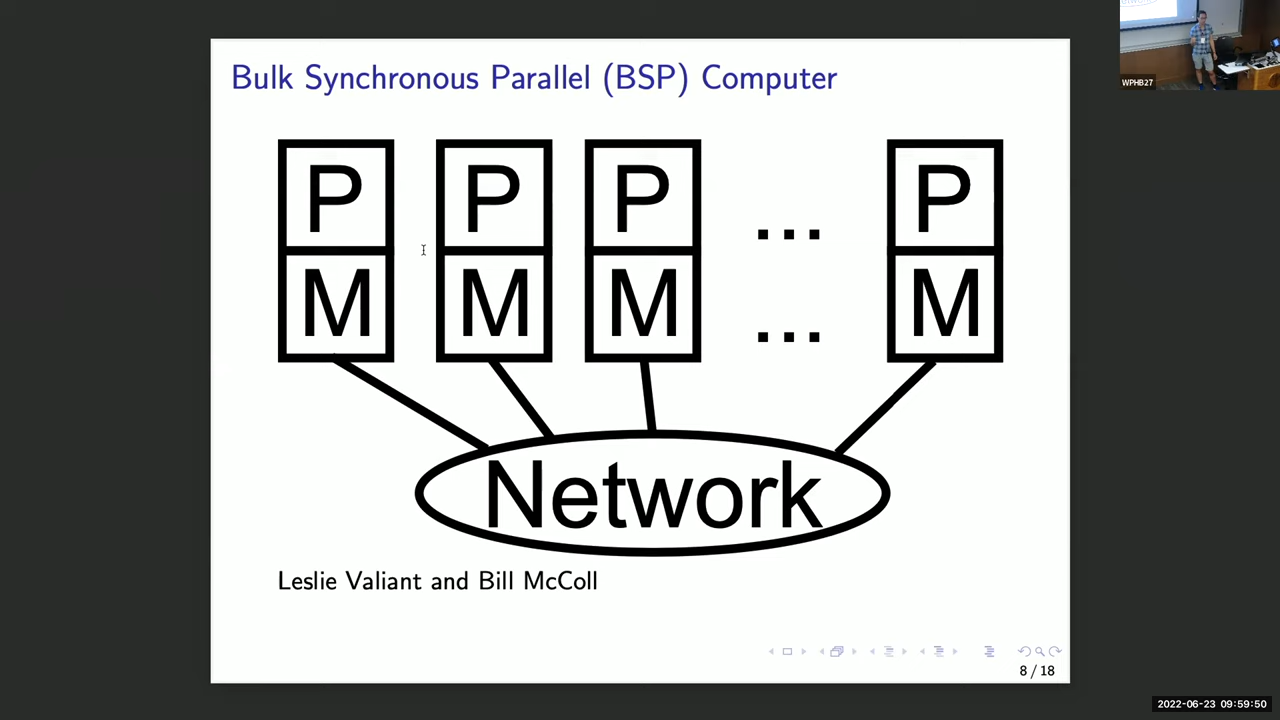 Bulk Synchronous Parallel (BSP) Computer
P P P ... P
M M M ... M
Network
Leslie Valiant and Bill McColl
8 / 18
WPHB27
2022-06-23 09:59:50